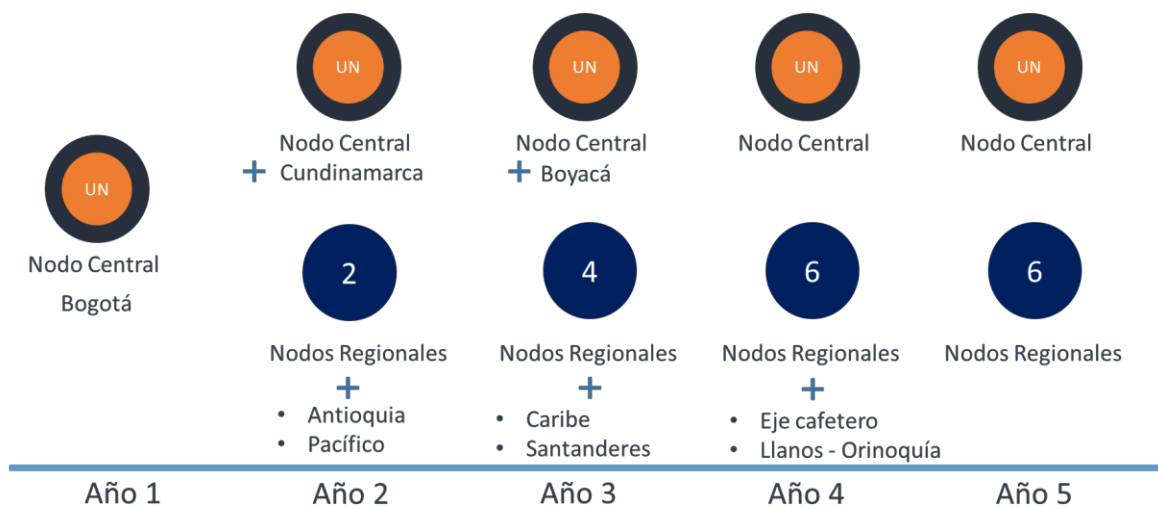 UN
Nodo Central
Bogotá
Año 1
UN
Nodo Central
+ Cundinamarca
2
Nodos Regionales
+
• Antioquia
• Pacífico
Año 2
UN
Nodo Central
+ Boyacá
4
Nodos Regionales
+
• Caribe
• Santanderes
Año 3
UN
Nodo Central
6
Nodos Regionales
+
• Eje cafetero
• Llanos - Orinoquía
Año 4
UN
Nodo Central
6
Nodos Regionales
Año 5